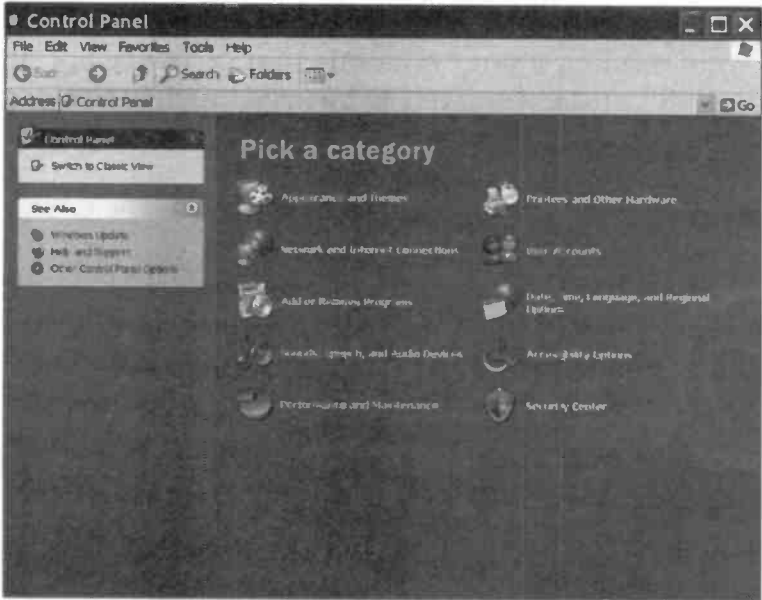 Control Panel
File Edit View Favorites Tools Help
Search Folders
Address Control Panel Go
Control Panel
Switch to Classic View
See Also
Windows Update
Help and Support
Other Control Panel Options
Pick a category
Appearance and Themes
Printers and Other Hardware
Network and Internet Connections
User Accounts
Add or Remove Programs
Date, Time, Language, and Regional
Options
Sounds, Speech, and Audio Devices
Accessibility Options
Performance and Maintenance
Security Center